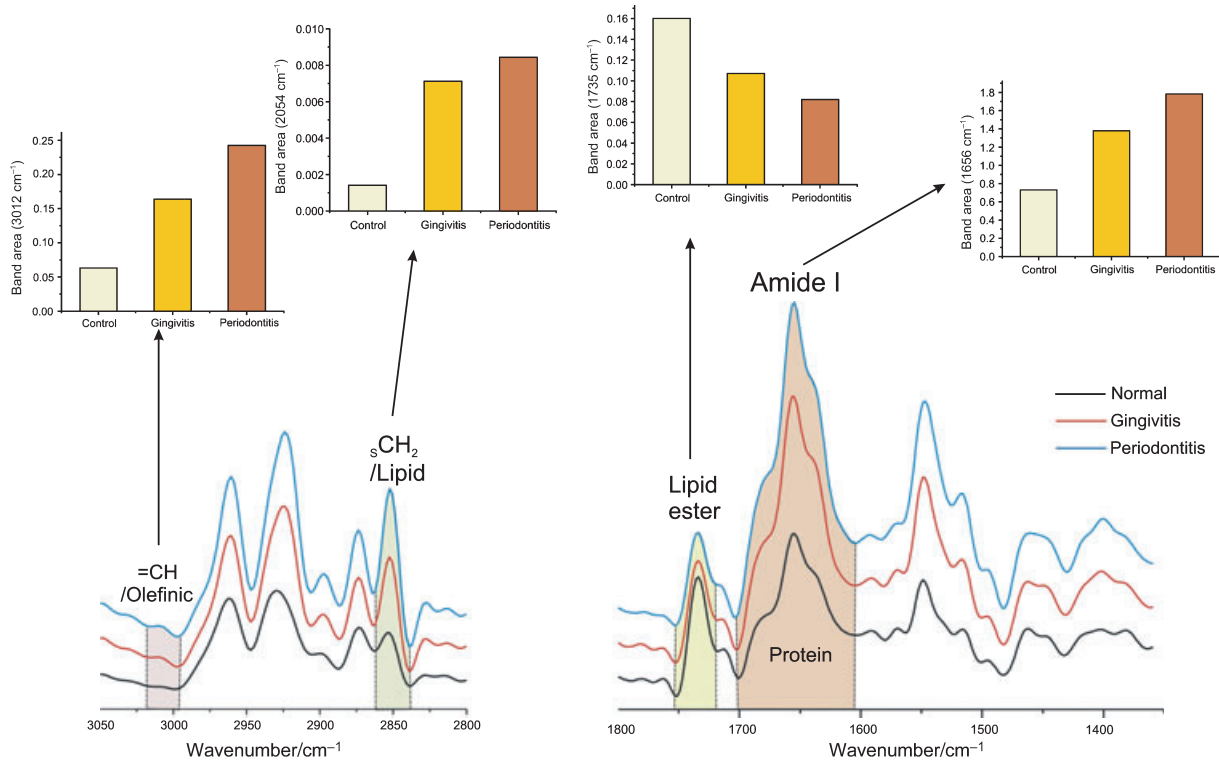 Band area (3012 cm⁻¹)
0.25
0.20
0.15
0.10
0.05
0.00
Control
Gingivitis
Periodontitis
Band area (2054 cm⁻¹)
0.010
0.008
0.006
0.004
0.002
0.000
Control
Gingivitis
Periodontitis
Band area (1735 cm⁻¹)
0.16
0.14
0.12
0.10
0.08
0.06
0.04
0.02
0.00
Control
Gingivitis
Periodontitis
Band area (1656 cm⁻¹)
1.8
1.6
1.4
1.2
1.0
0.8
0.6
0.4
0.2
0.0
Control
Gingivitis
Periodontitis
=CH
/Olefinic
ₛCH₂
/Lipid
Lipid
ester
Amide I
Protein
Normal
Gingivitis
Periodontitis
3050
3000
2950
2900
2850
2800
Wavenumber/cm⁻¹
1800
1700
1600
1500
1400
Wavenumber/cm⁻¹